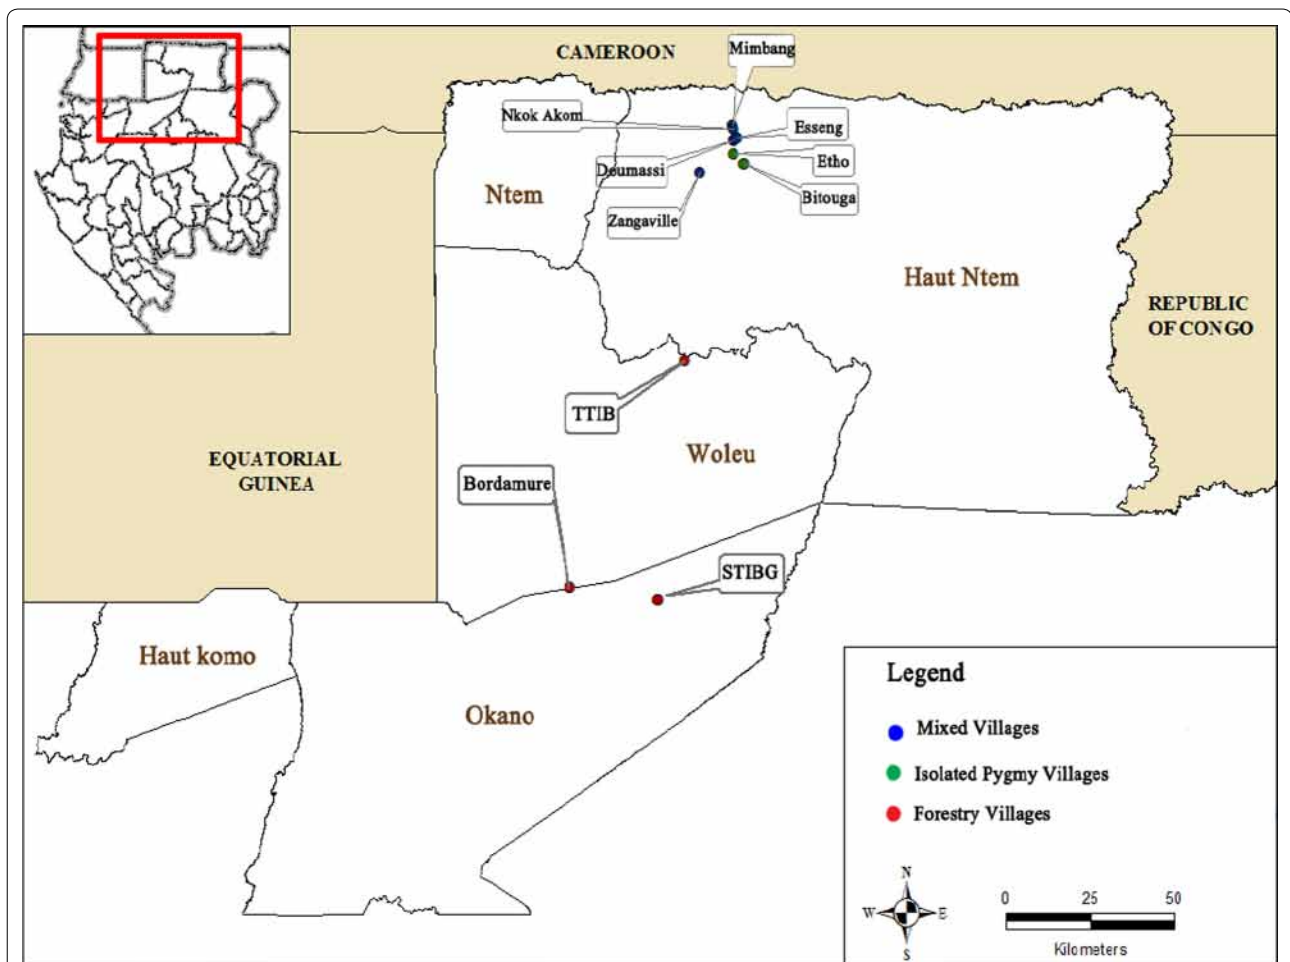 CAMEROON
Mimbang
Nkok Akom
Esseng
Doumassi
Etho
Ntem
Bitouga
Zangaville
Haut Ntem
REPUBLIC
OF CONGO
TTIB
Woleu
EQUATORIAL
GUINEA
Bordamure
STIBG
Haut komo
Okano
Legend
Mixed Villages
Isolated Pygmy Villages
Forestry Villages
N
W
E
S
0 25 50
Kilometers